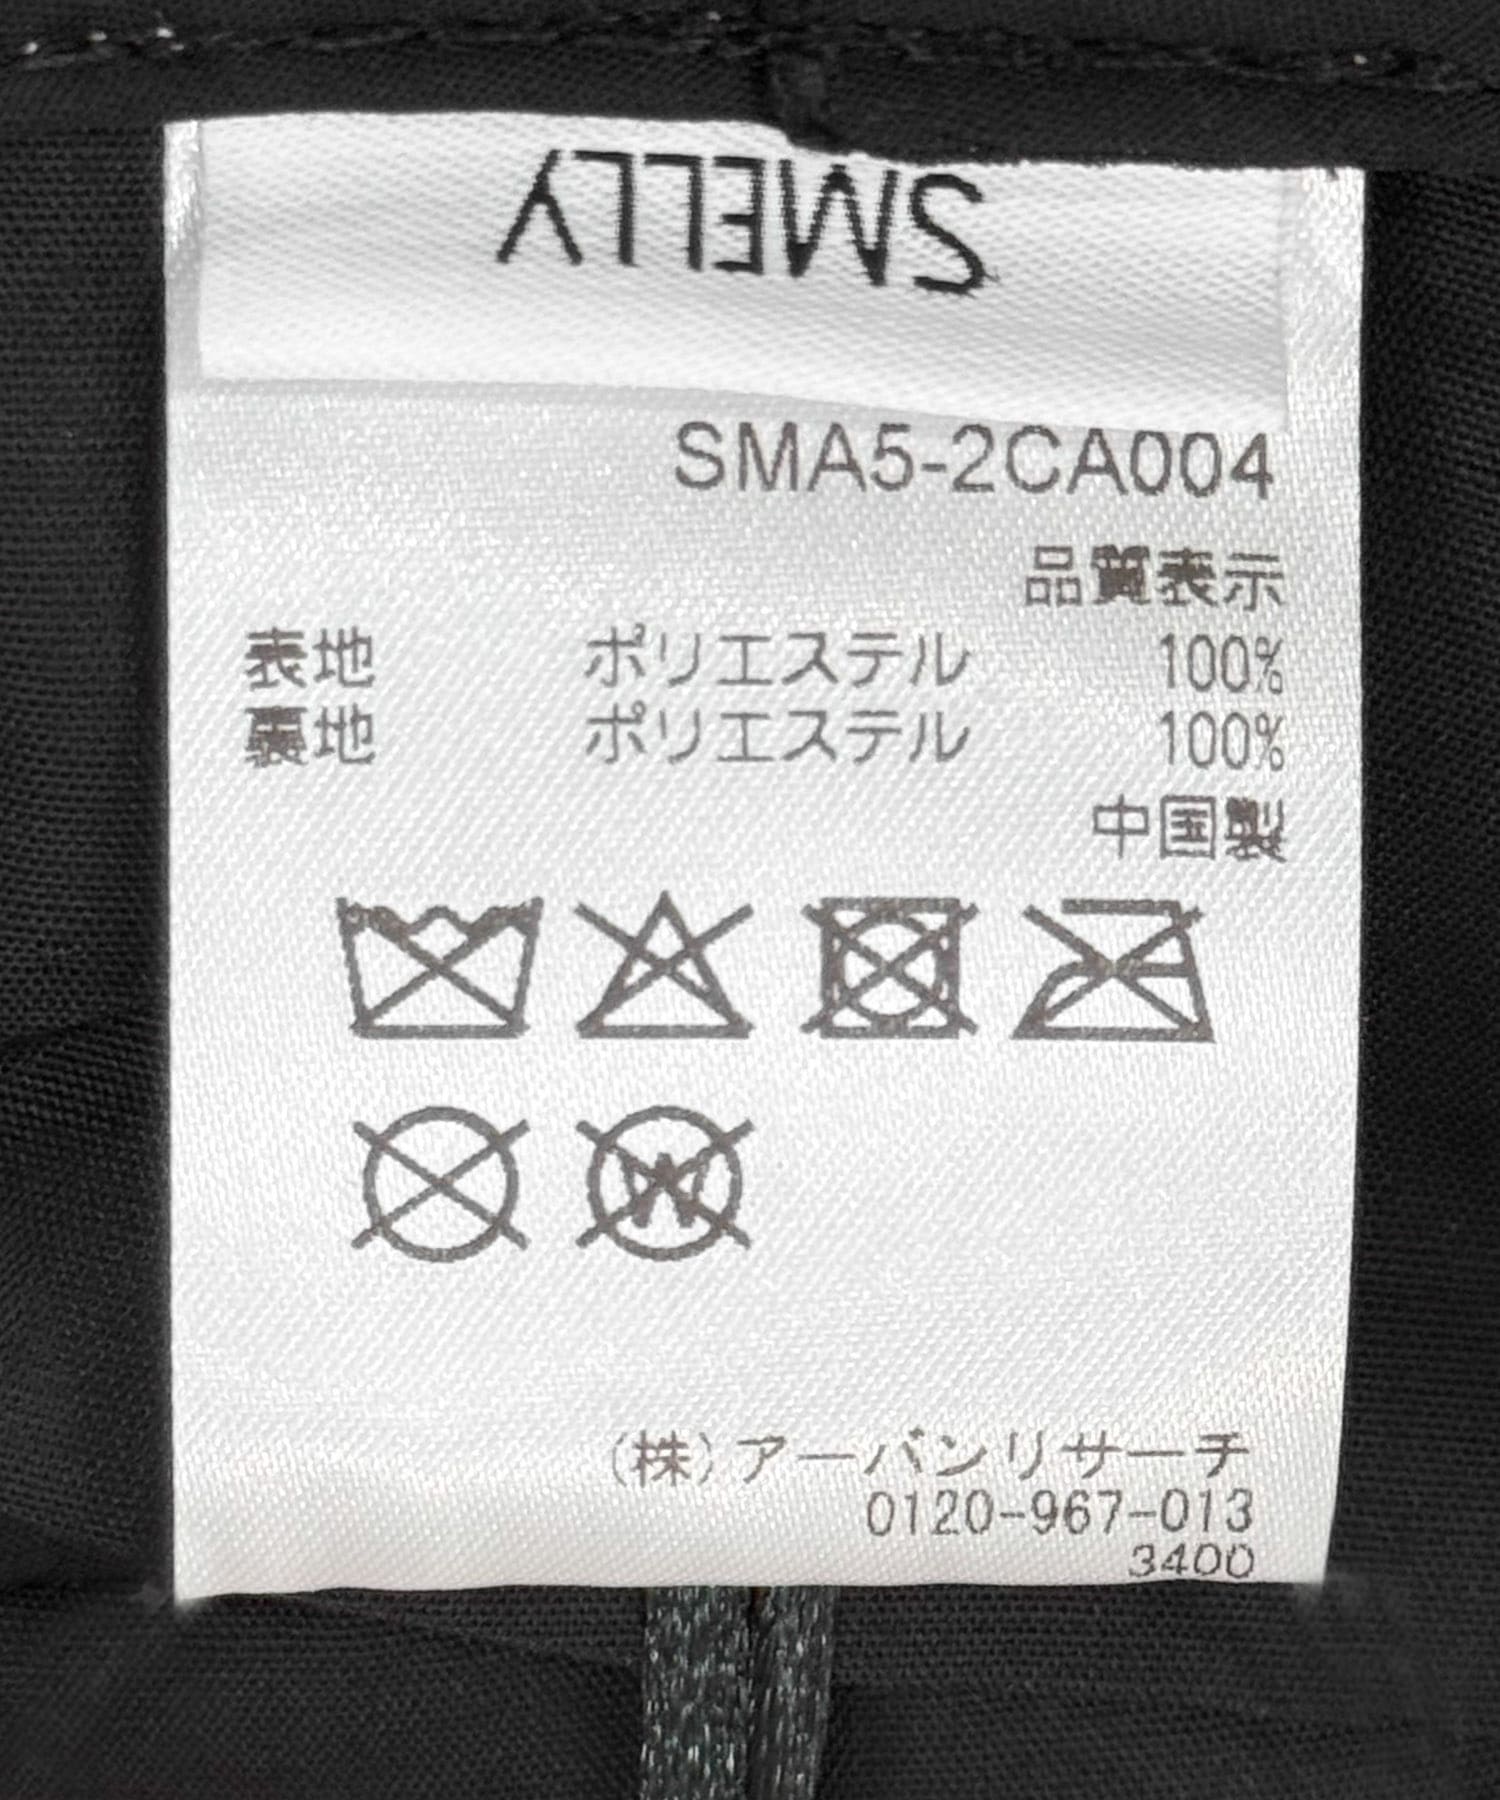 SMELLY
SMA5-2CA004
品質表示
表地 ポリエステル 100%
裏地 ポリエステル 100%
中国製
W
(株)アーバンリサーチ
0120-967-013
3400